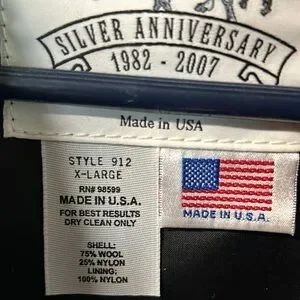 SILVER ANNIVERSARY
1982 - 2007
Made in USA
STYLE 912
X-LARGE
RN# 98599
MADE IN U.S.A.
FOR BEST RESULTS
DRY CLEAN ONLY
SHELL:
75% WOOL
25% NYLON
LINING:
100% NYLON
MADE IN U.S.A.